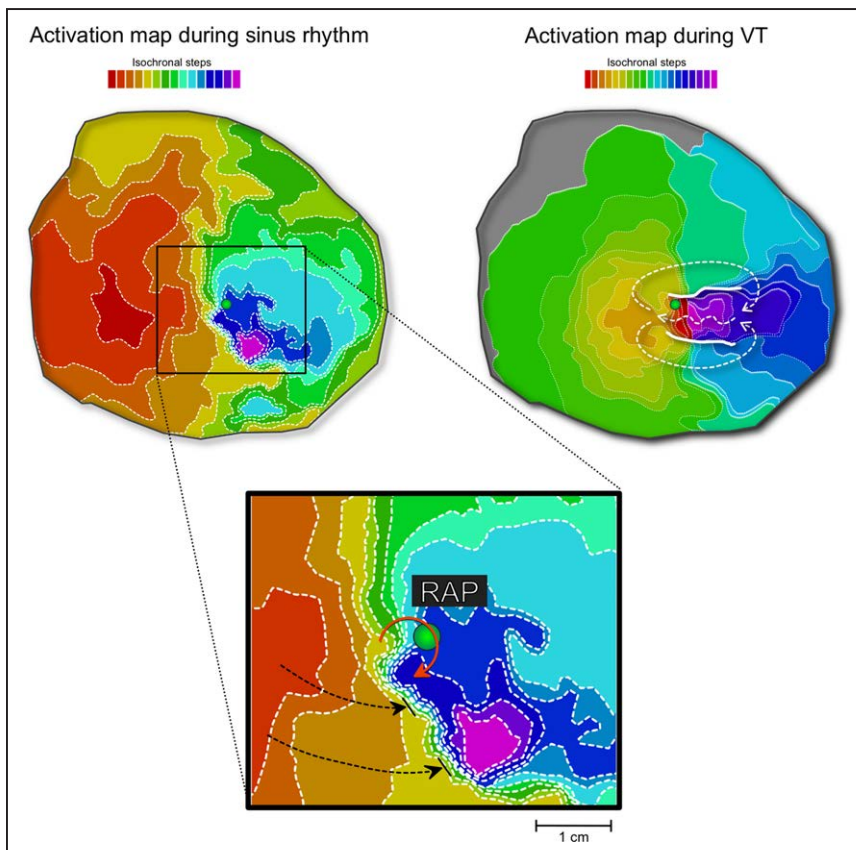 Activation map during sinus rhythm
Isochronal steps
Activation map during VT
Isochronal steps
RAP
1 cm